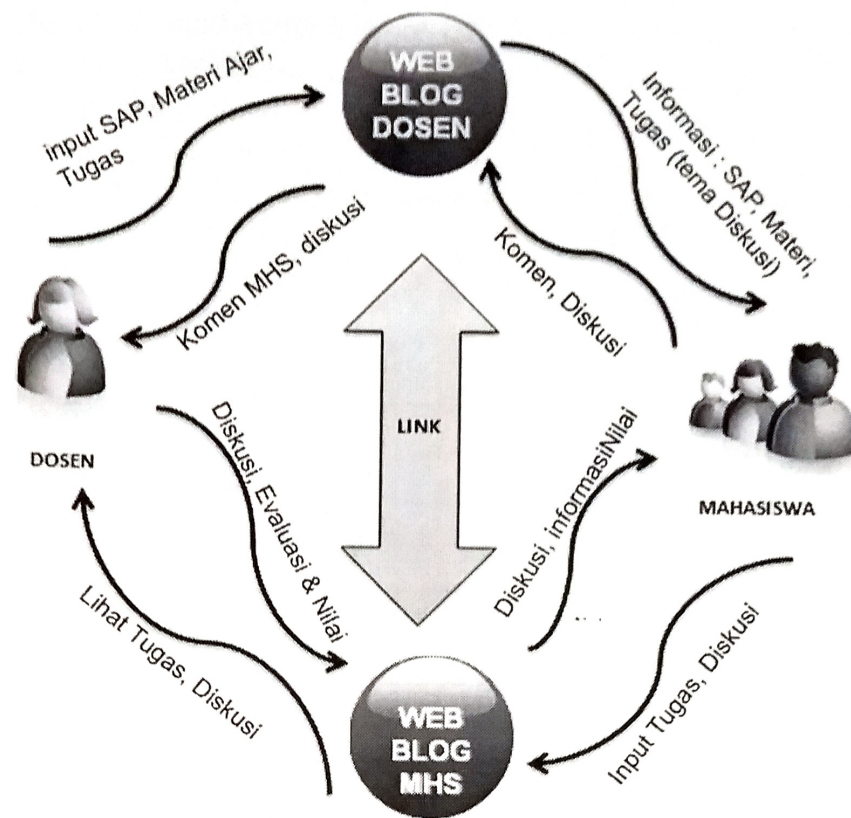 WEB
BLOG
DOSEN
input SAP, Materi Ajar,
Tugas
Informasi : SAP, Materi,
Tugas (tema Diskusi)
Komen MHS, diskusi
Komen, Diskusi
DOSEN
LINK
MAHASISWA
Diskusi, Evaluasi & Nilai
Diskusi, informasiNilai
Lihat Tugas, Diskusi
Input Tugas, Diskusi
WEB
BLOG
MHS